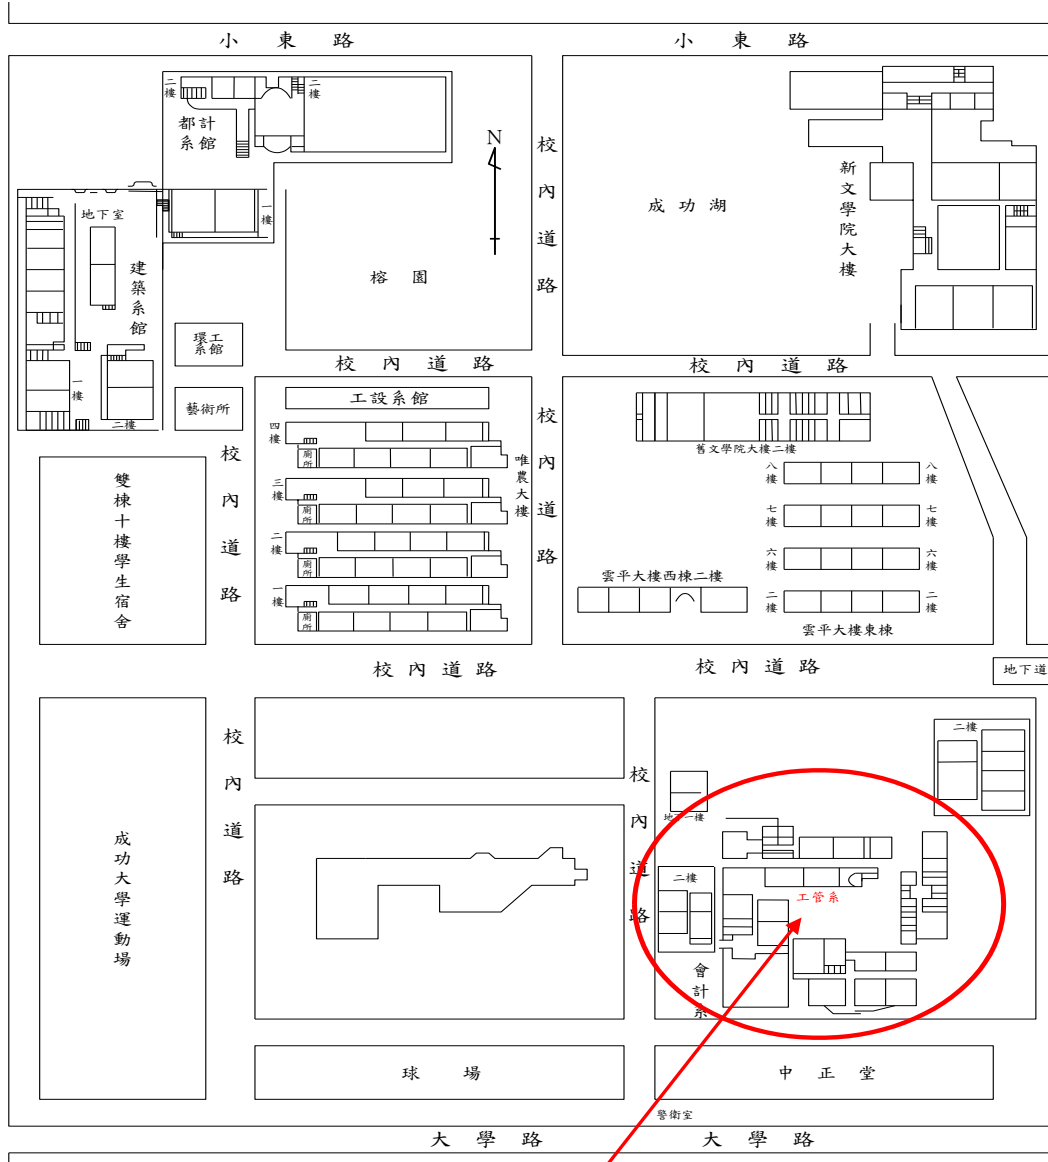 小東路
小東路
二樓
二樓
都計系館
N
校內道路
新文學院大樓
成功湖
一樓
地下室
建築系館
榕園
環工系館
校內道路
校內道路
一樓
藝術所
二樓
工設系館
校內道路
校內道路
四樓
廁所
唯農大樓
舊文學院大樓二樓
八樓
八樓
雙棟十樓學生宿舍
三樓
廁所
七樓
七樓
二樓
廁所
六樓
六樓
雲平大樓西棟二樓
一樓
廁所
二樓
二樓
雲平大樓東棟
校內道路
校內道路
地下道
校內道路
二樓
校內道路
地下一樓
成功大學運動場
二樓
工管系
會計系
球場
中正堂
警衛室
大學路
大學路